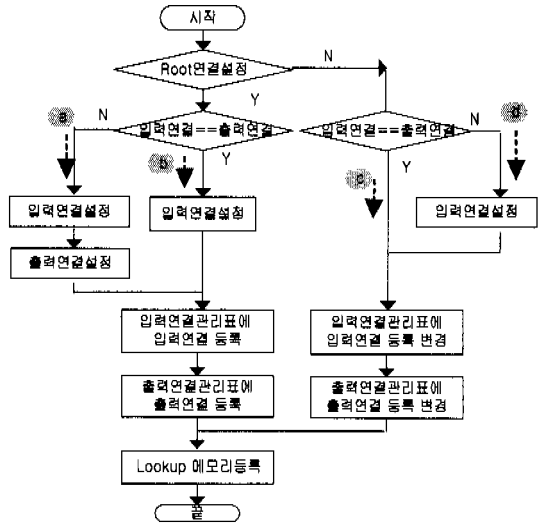 시작
Root연결설정
N
Y
N
입력연결==출력연결
Y
입력연결==출력연결
N
Y
a
b
c
d
입력연결설정
입력연결설정
입력연결설정
출력연결설정
입력연결관리표에
입력연결 등록
입력연결관리표에
입력연결 등록 변경
출력연결관리표에
출력연결 등록
출력연결관리표에
출력연결 등록 변경
Lookup 메모리등록
끝